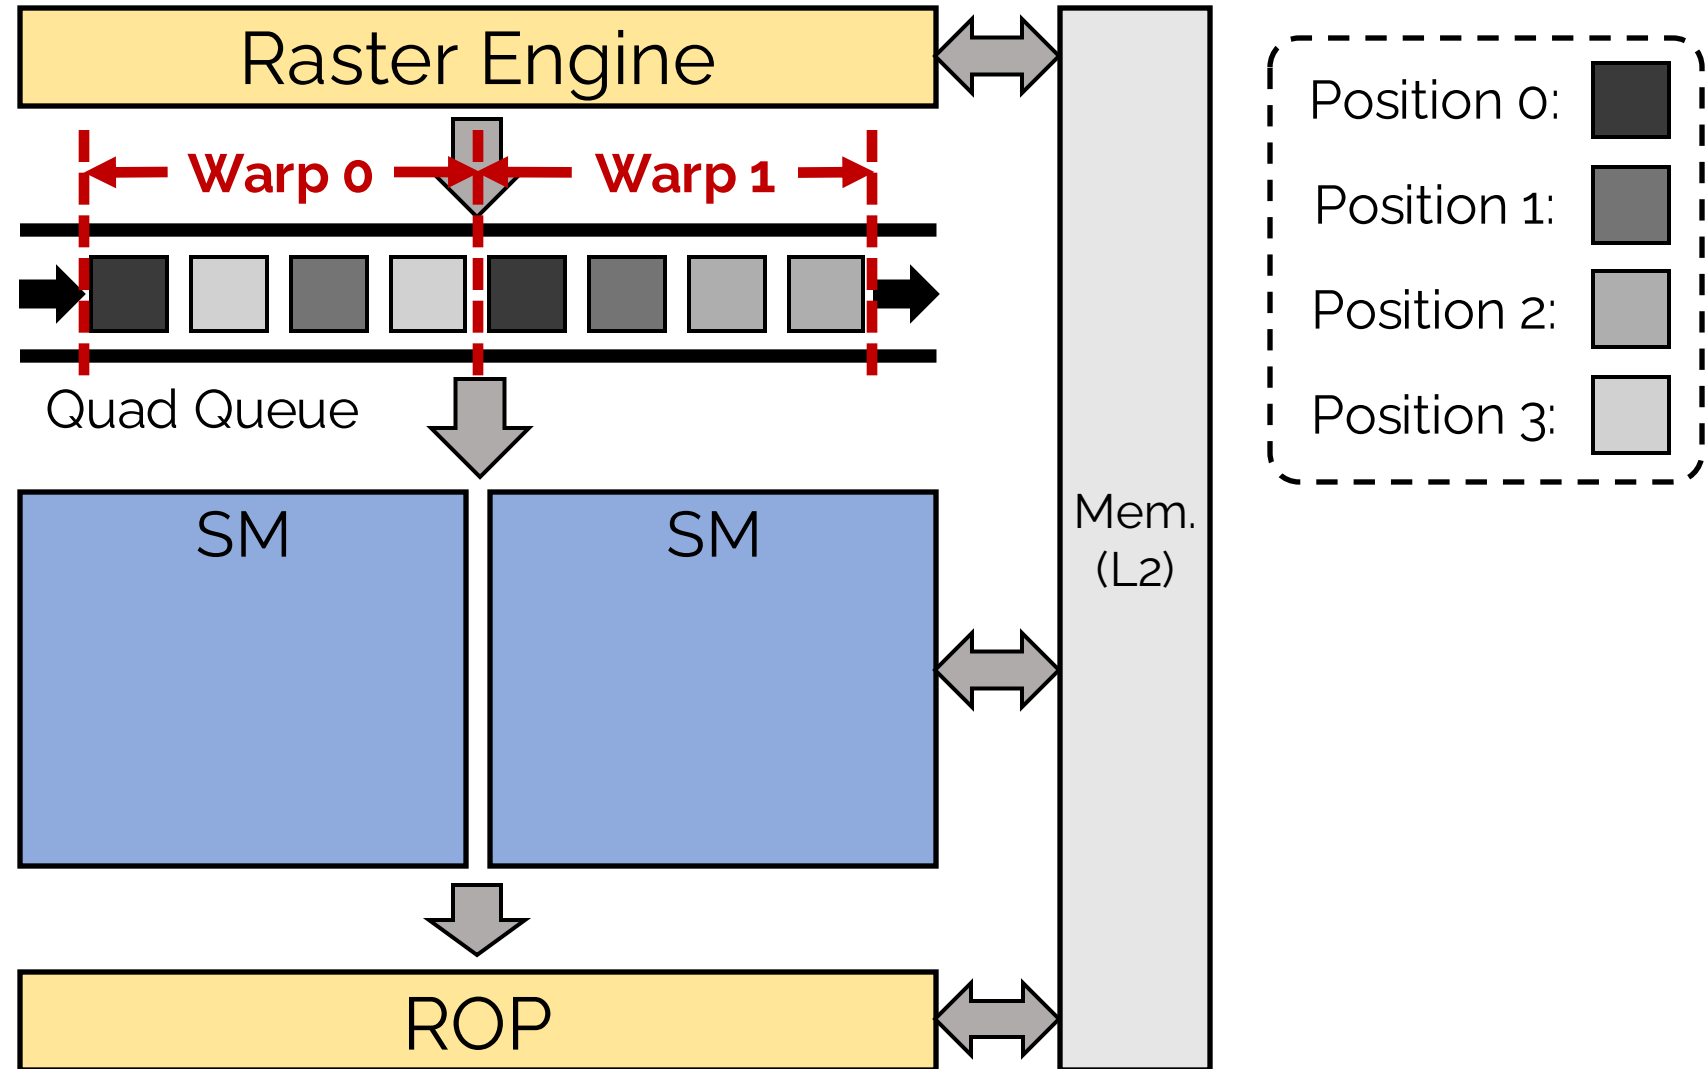 Raster Engine
Warp 0
Warp 1
Quad Queue
SM
SM
ROP
Mem.
(L2)
Position 0:
Position 1:
Position 2:
Position 3: